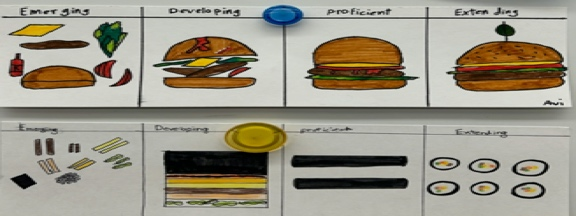 Emerging
Developing
Proficient
Extending
Emerging
Developing
Proficient
Extending